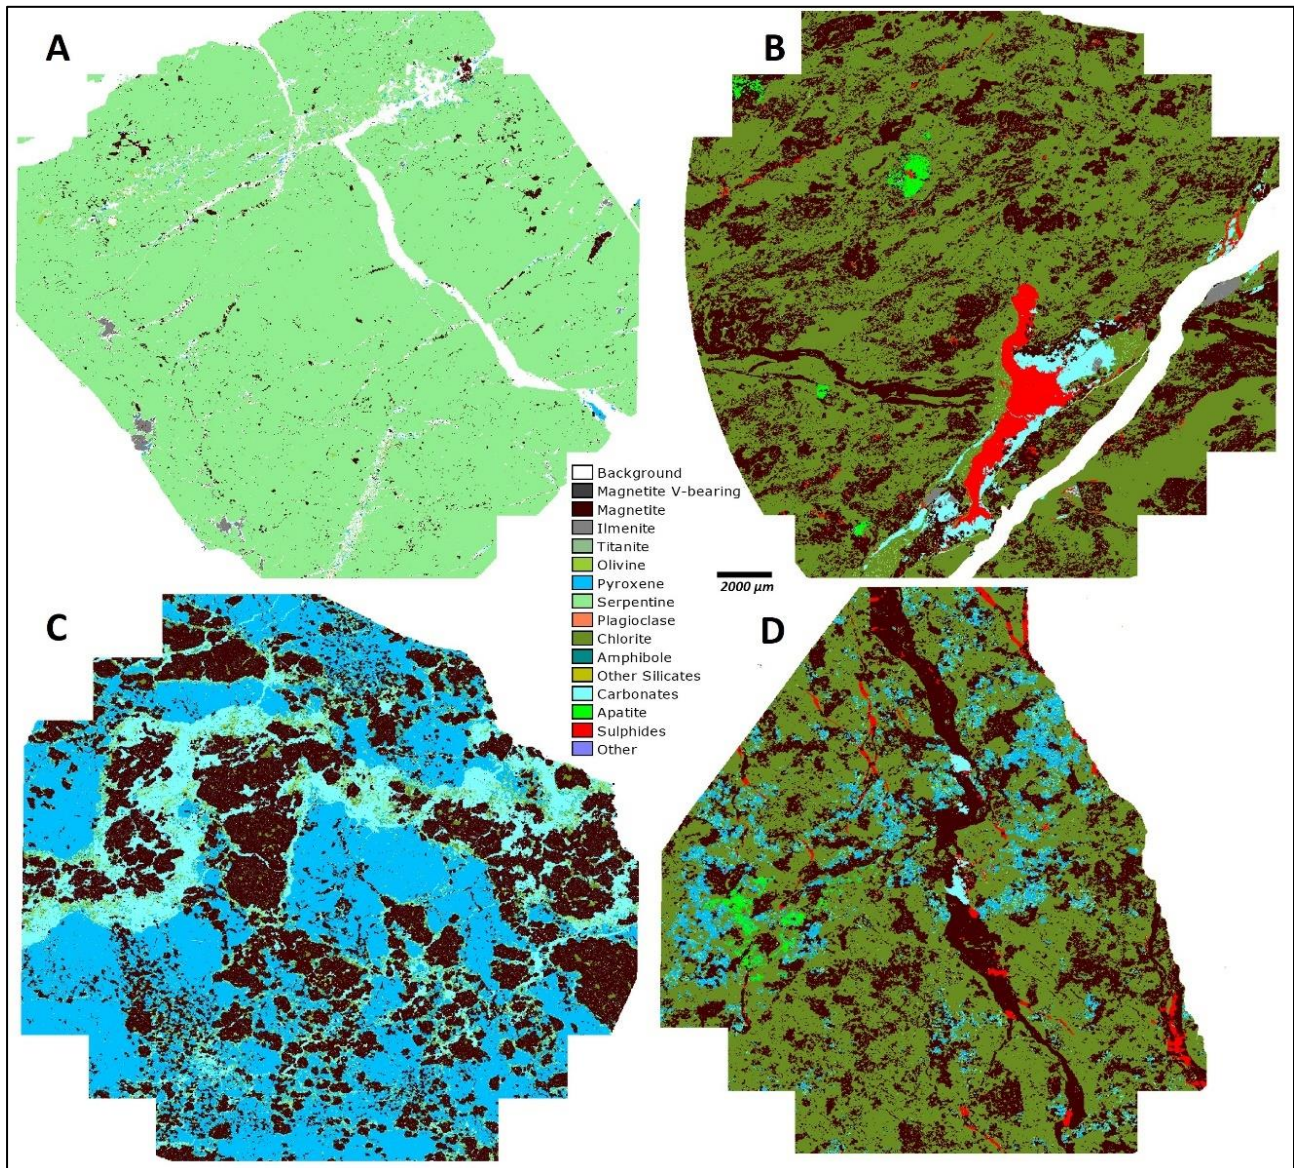 A
B
Background
Magnetite V-bearing
Magnetite
Ilmenite
Titanite
Olivine
Pyroxene
Serpentine
Plagioclase
Chlorite
Amphibole
Other Silicates
Carbonates
Apatite
Sulphides
Other
2000 µm
C
D